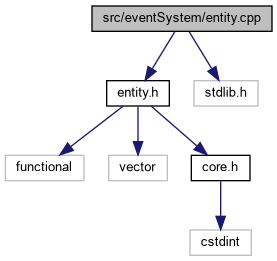 src/eventSystem/entity.cpp
entity.h
stdlib.h
functional
vector
core.h
cstdint